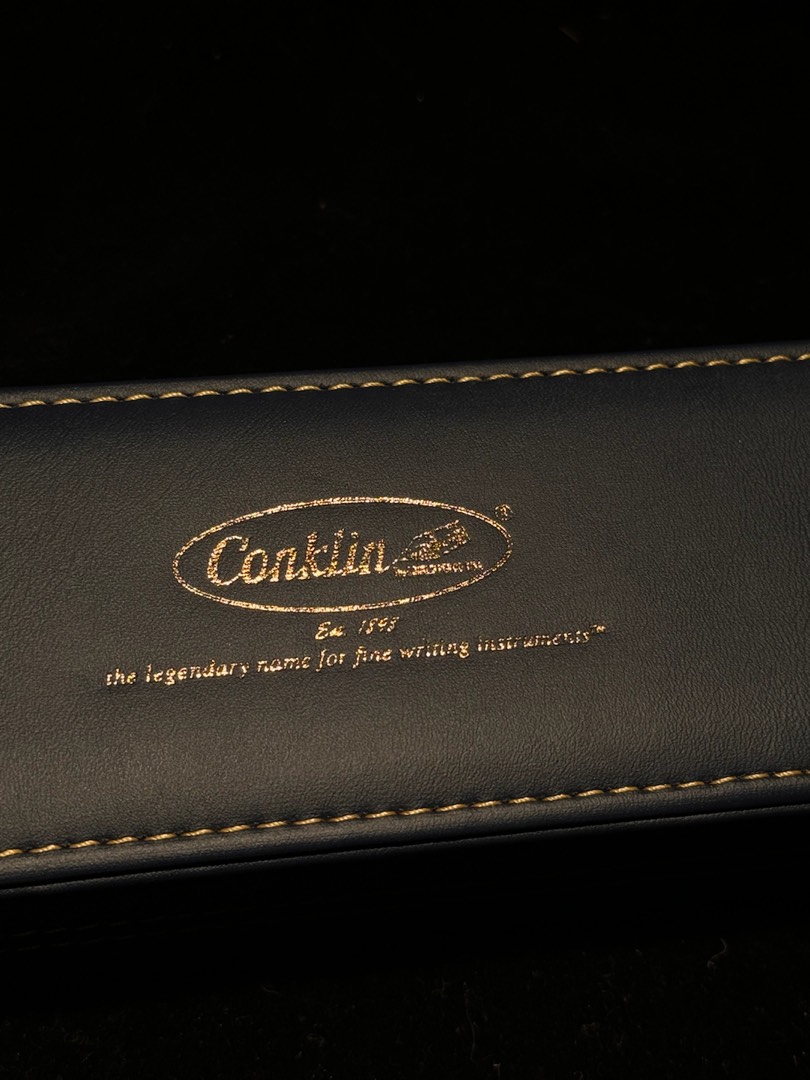 Conklin ®
Est. 1898
the legendary name for fine writing instruments™